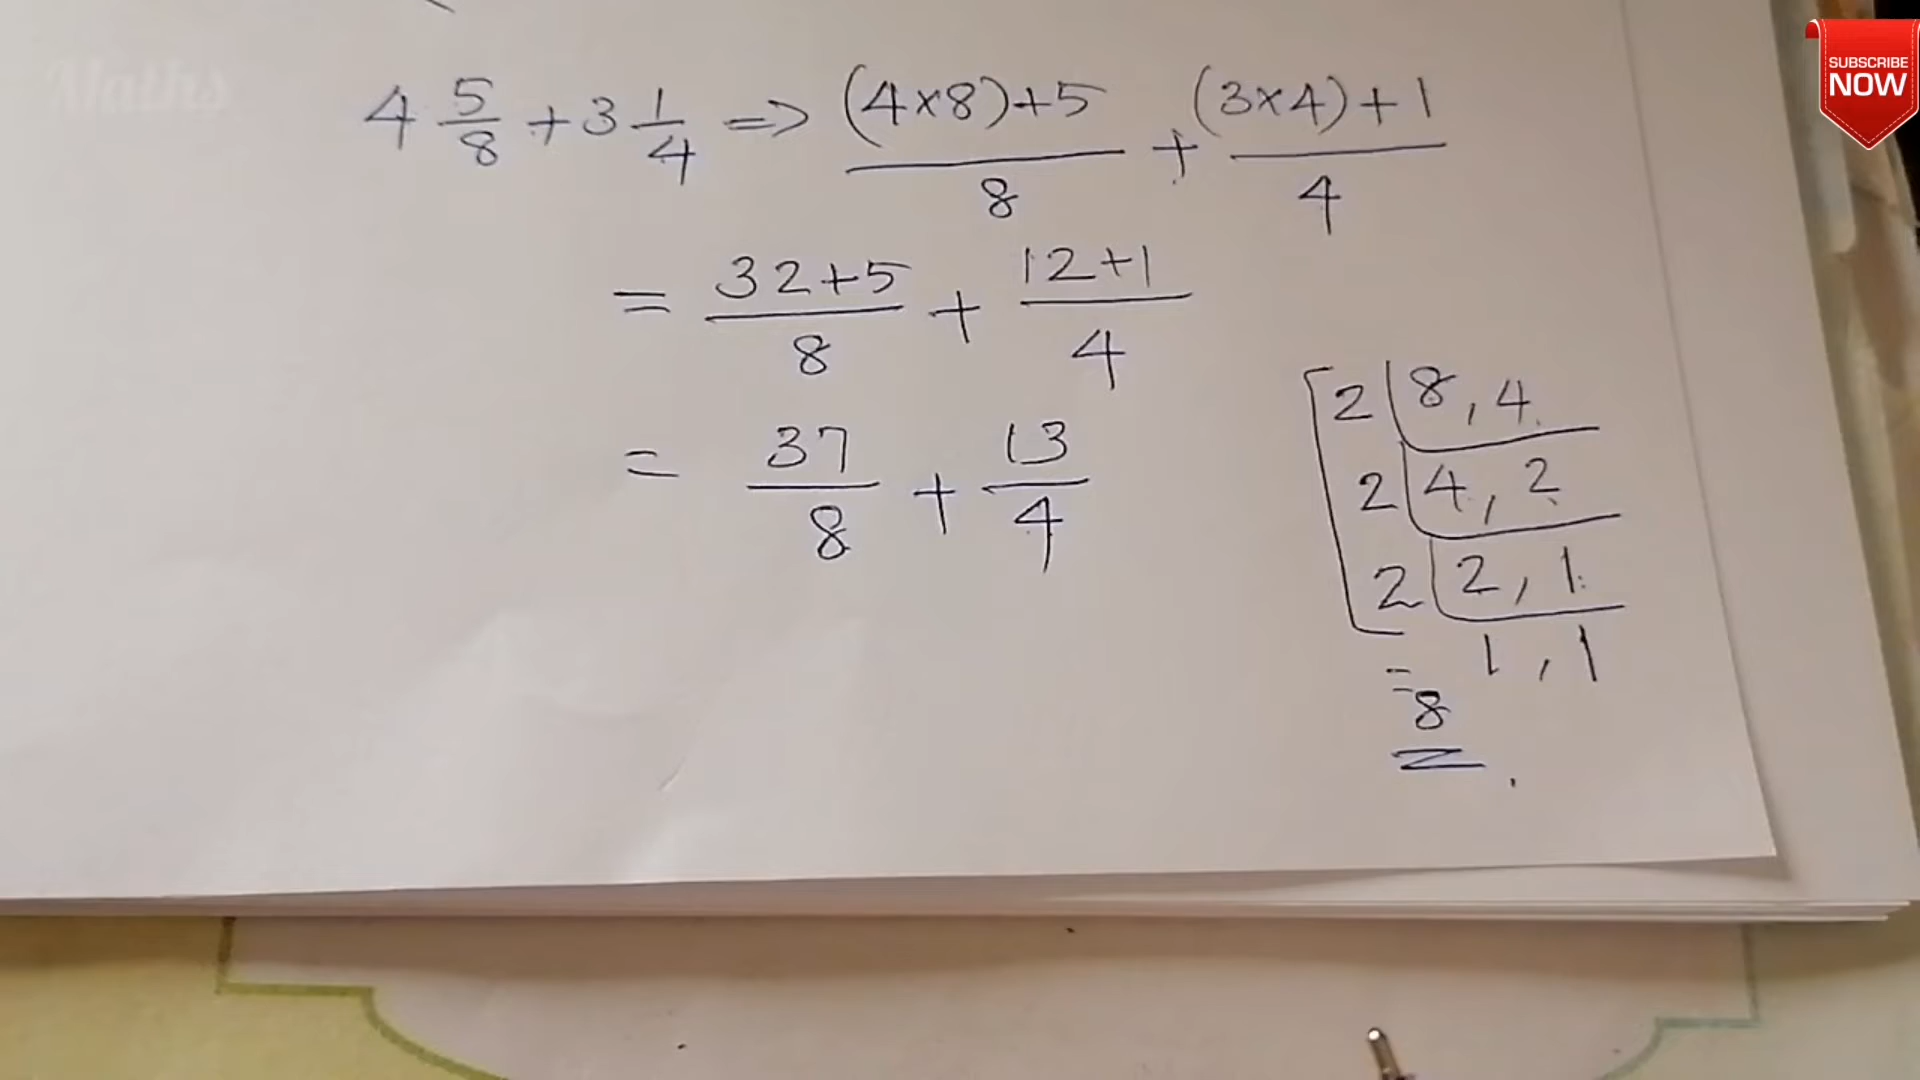 Maths
SUBSCRIBE
NOW
4 5/8 + 3 1/4 => (4×8)+5/8 + (3×4)+1/4
= 32+5/8 + 12+1/4
= 37/8 + 13/4
2 | 8, 4
2 | 4, 2
2 | 2, 1
1, 1
= 8